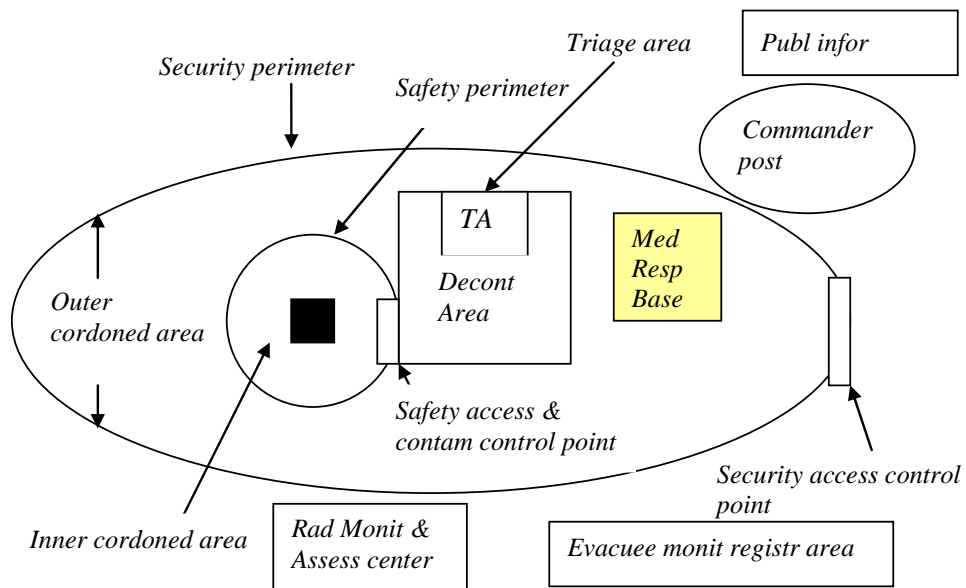 Publ infor
Triage area
Security perimeter
Safety perimeter
Commander
post
TA
Med
Resp
Base
Decont
Area
Outer
cordoned area
Safety access &
contam control point
Security access control
point
Inner cordoned area
Rad Monit &
Assess center
Evacuee monit registr area